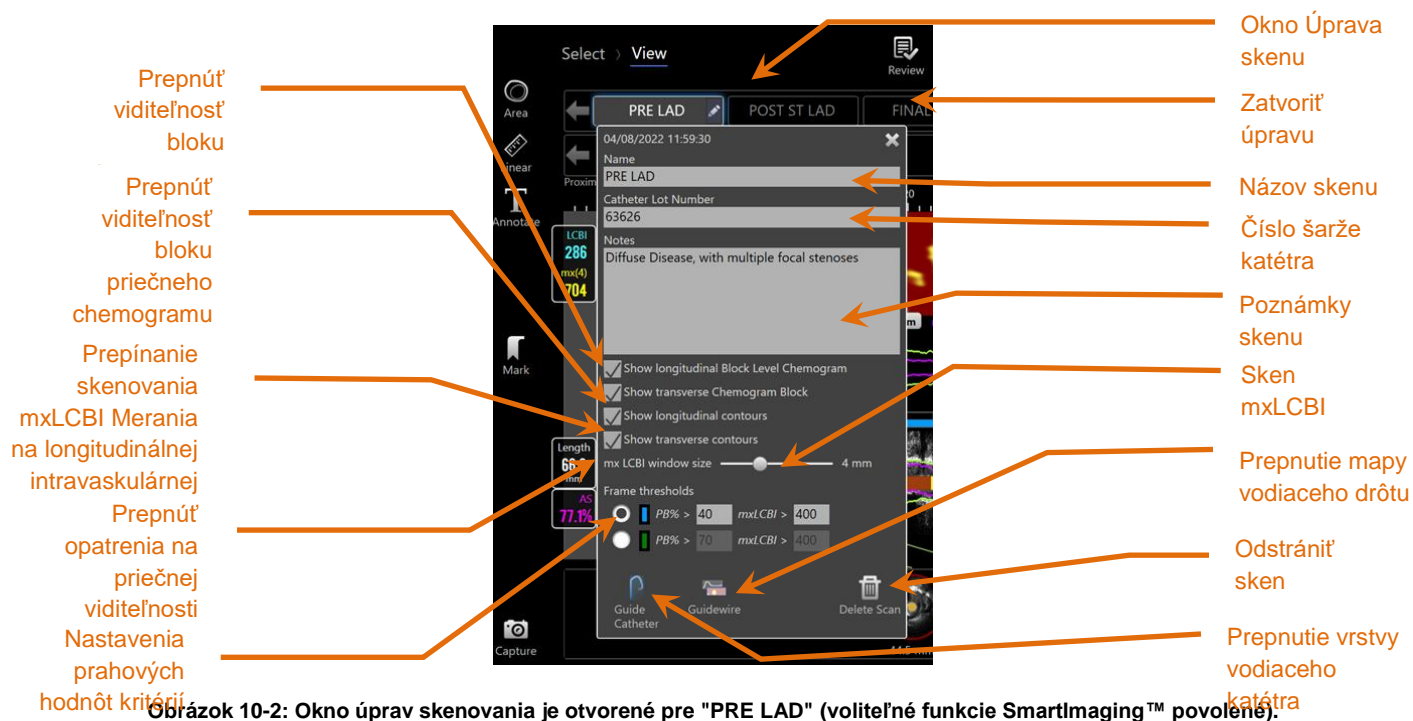 Okno Úprava
skenu
Zatvoriť
úpravu
Názov skenu
Číslo šarže
katétra
Poznámky
skenu
Sken
mxLCBI
Prepnutie mapy
vodiaceho drôtu
Odstrániť
sken
Prepnutie vrstvy
vodiaceho
katétra
Prepnúť
viditeľnosť
bloku
Prepnúť
viditeľnosť
bloku
priečneho
chemogramu
Prepínanie
skenovania
mxLCBI Merania
na longitudinálnej
intravaskulárnej
Prepnúť
opatrenia na
priečnej
viditeľnosti
Nastavenia
prahových
hodnôt kritérií
Select > View
Review
Area
Linear
Annotate
Mark
Capture
PRE LAD
POST ST LAD
FINAL
Proxim
LCBI
286
mx(4)
704
Length
mm
AS
77.1%
04/08/2022 11:59:30
Name
PRE LAD
Catheter Lot Number
63626
Notes
Diffuse Disease, with multiple focal stenoses
Show longitudinal Block Level Chemogram
Show transverse Chemogram Block
Show longitudinal contours
Show transverse contours
mx LCBI window size 4 mm
Frame thresholds
PB% > 40 mxLCBI > 400
PB% > 70 mxLCBI > 400
Guide
Catheter
Guidewire
Delete Scan
Obrázok 10-2: Okno úprav skenovania je otvorené pre "PRE LAD" (voliteľné funkcie SmartImaging™ povolené).